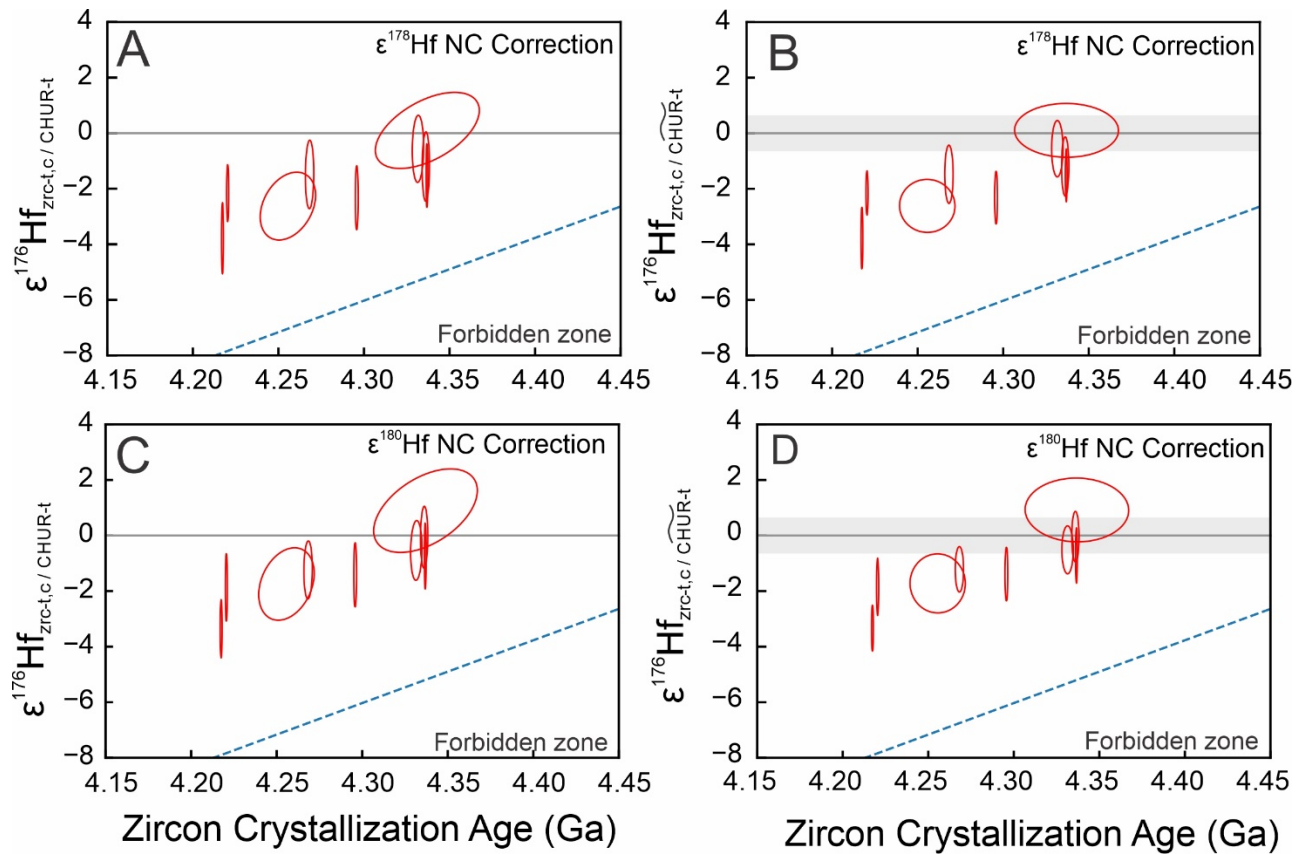 A
ε178Hf NC Correction
ε176Hfzrc-t,c / CHUR-t
4
2
0
−2
−4
−6
−8
Forbidden zone
4.15 4.20 4.25 4.30 4.35 4.40 4.45
B
ε178Hf NC Correction
ε176Hfzrc-t,c / CHUR-t
4
2
0
−2
−4
−6
−8
Forbidden zone
4.15 4.20 4.25 4.30 4.35 4.40 4.45
C
ε180Hf NC Correction
ε176Hfzrc-t,c / CHUR-t
4
2
0
−2
−4
−6
−8
Forbidden zone
4.15 4.20 4.25 4.30 4.35 4.40 4.45
Zircon Crystallization Age (Ga)
D
ε180Hf NC Correction
ε176Hfzrc-t,c / CHUR-t
4
2
0
−2
−4
−6
−8
Forbidden zone
4.15 4.20 4.25 4.30 4.35 4.40 4.45
Zircon Crystallization Age (Ga)